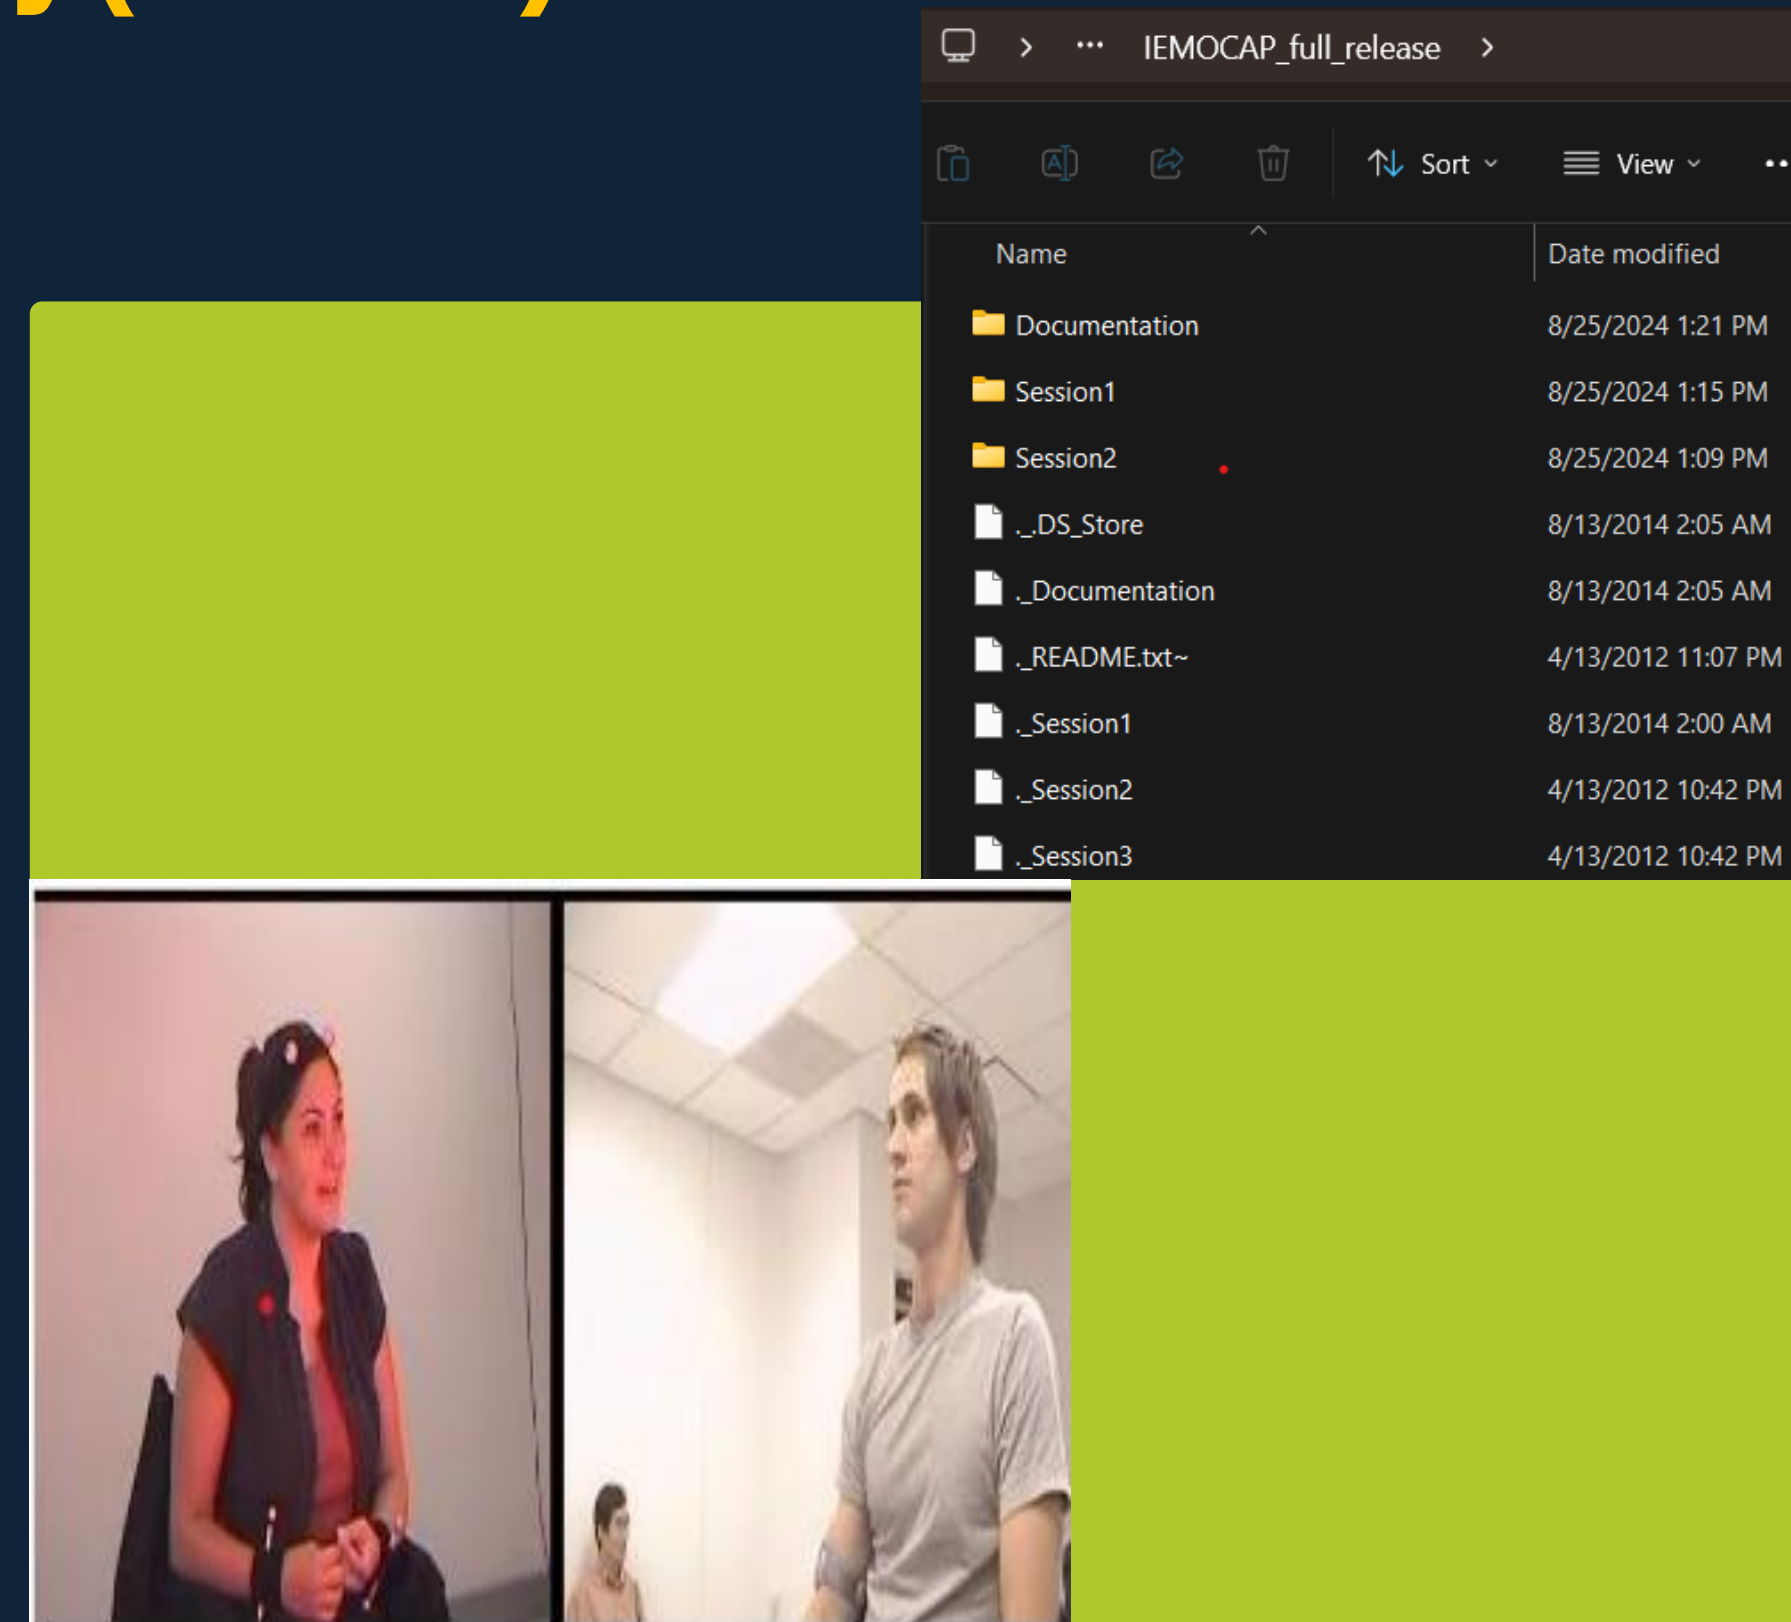 IEMOCAP_full_release
Sort View
Name Date modified
Documentation 8/25/2024 1:21 PM
Session1 8/25/2024 1:15 PM
Session2 8/25/2024 1:09 PM
._.DS_Store 8/13/2014 2:05 AM
._Documentation 8/13/2014 2:05 AM
._README.txt~ 4/13/2012 11:07 PM
._Session1 8/13/2014 2:00 AM
._Session2 4/13/2012 10:42 PM
._Session3 4/13/2012 10:42 PM